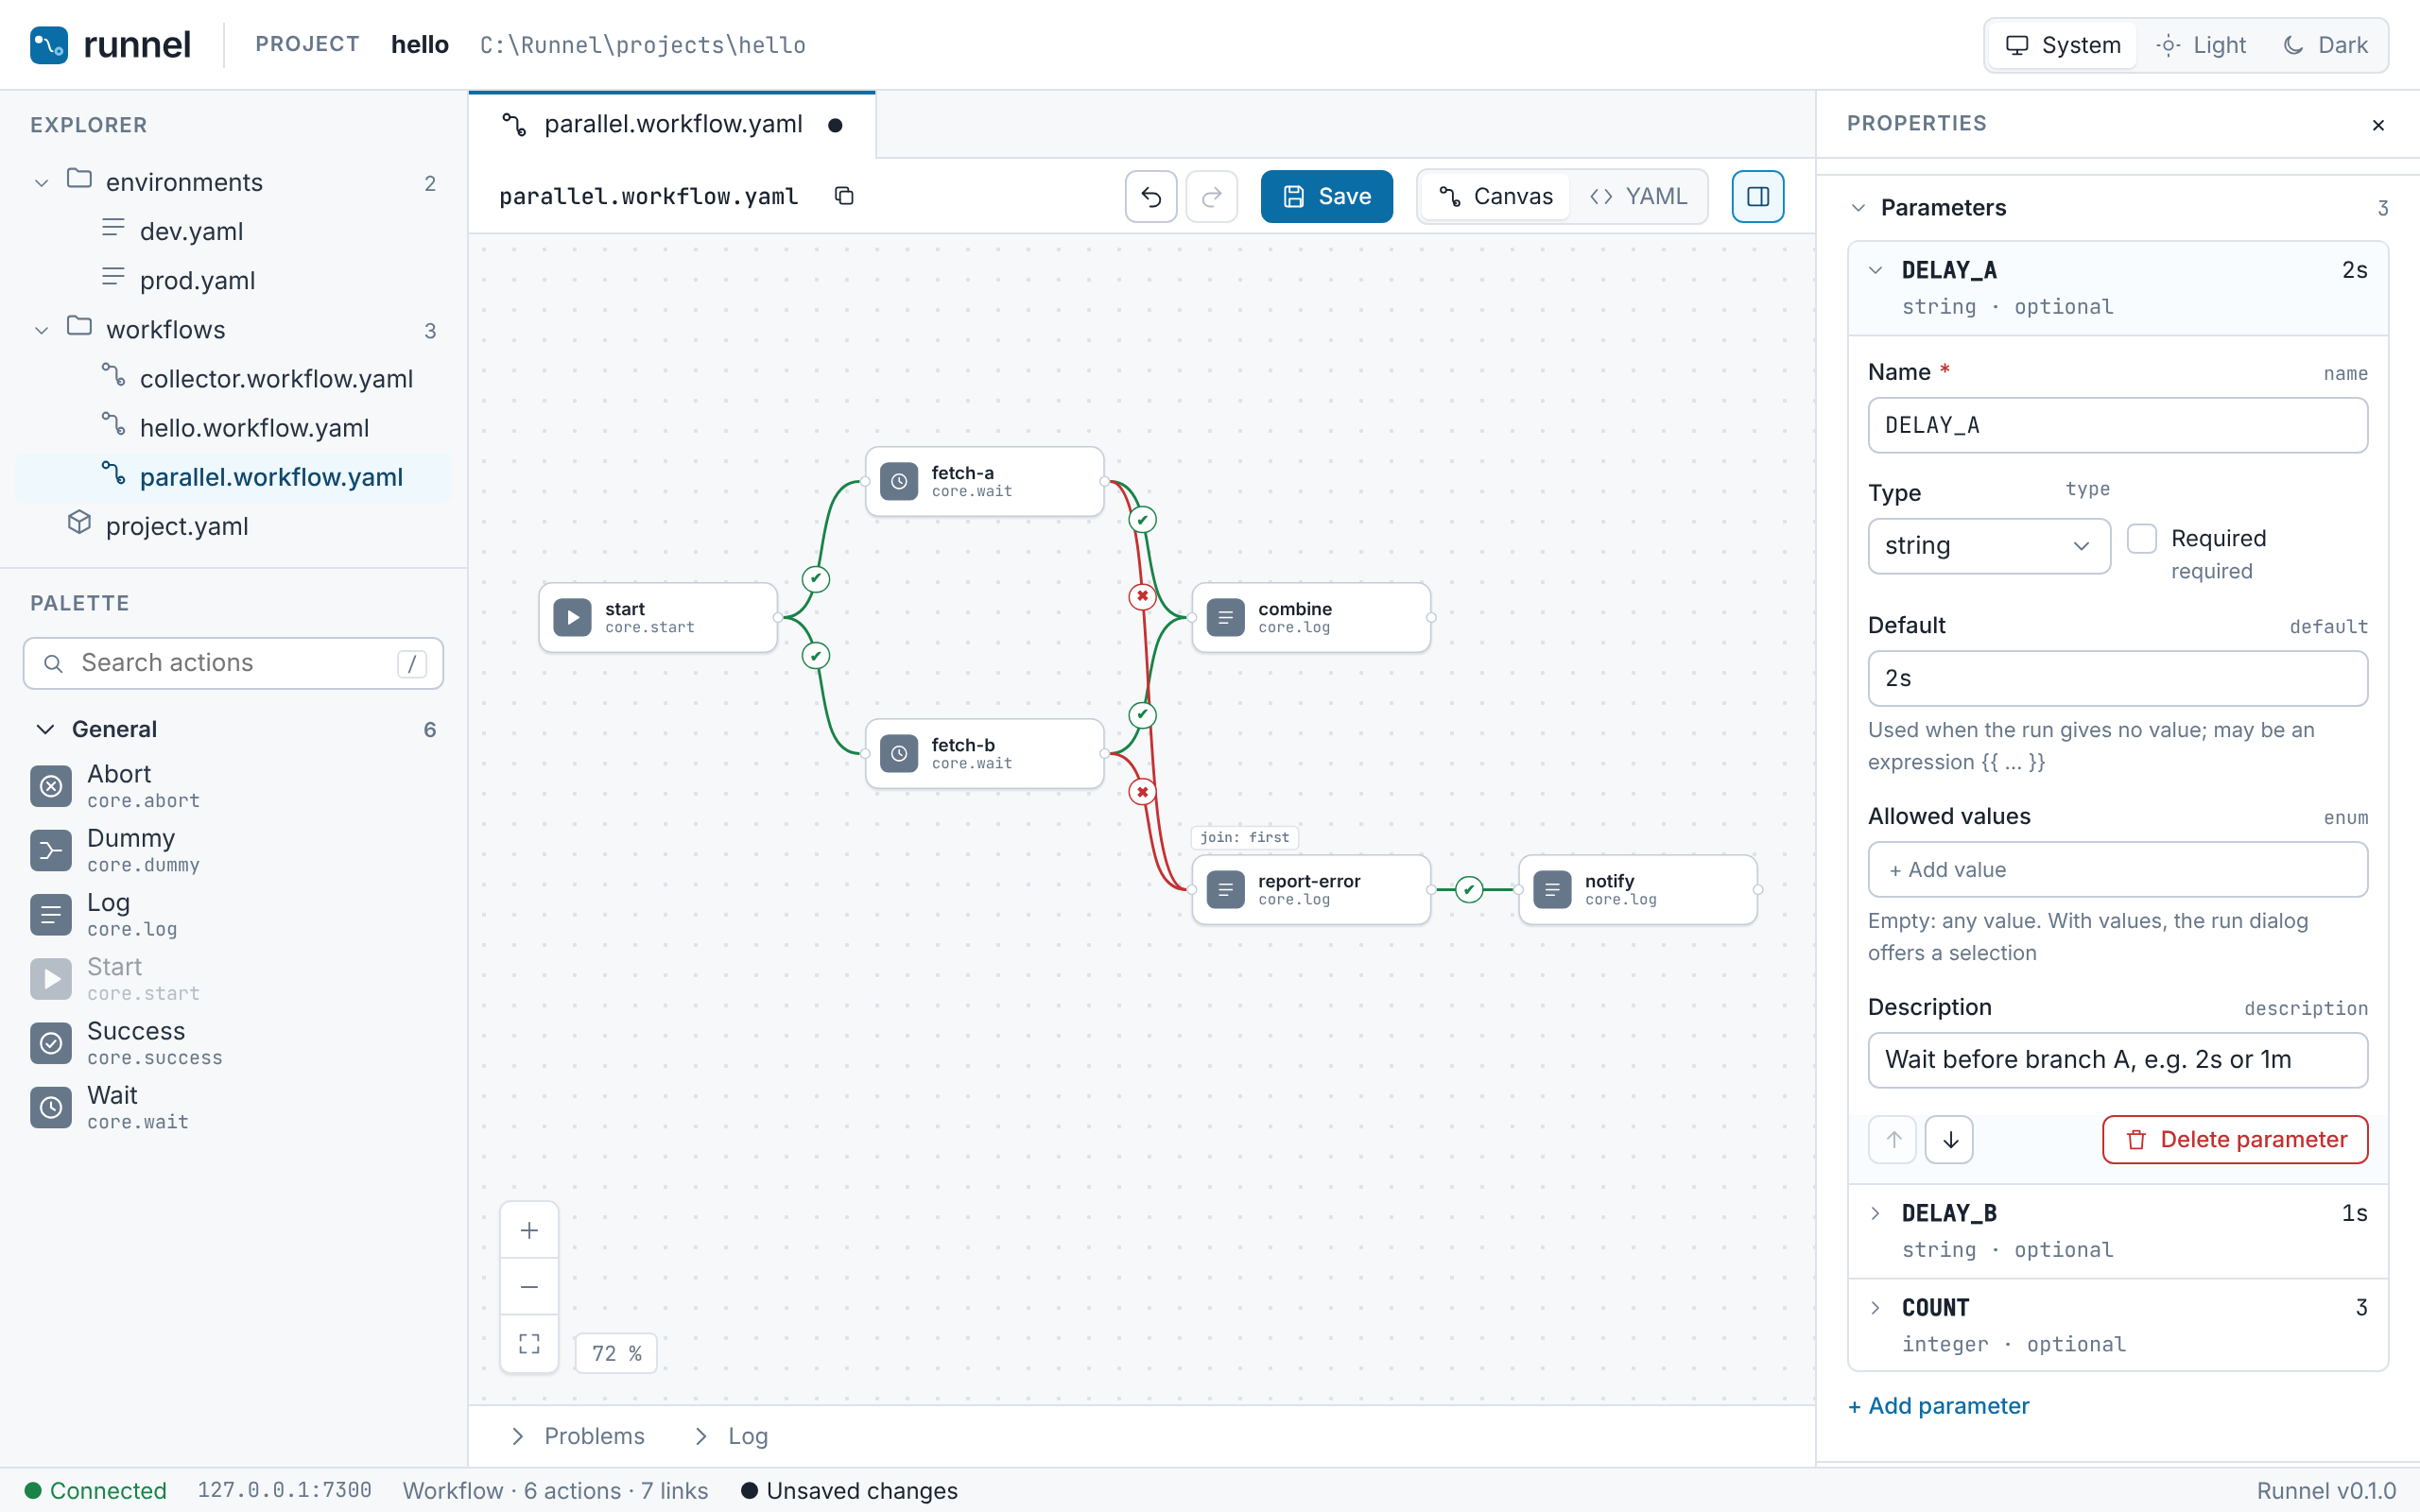 runnel
PROJECT hello C:\Runnel\projects\hello
System Light Dark
EXPLORER
environments 2
dev.yaml
prod.yaml
workflows 3
collector.workflow.yaml
hello.workflow.yaml
parallel.workflow.yaml
project.yaml
PALETTE
Search actions /
General 6
Abort
core.abort
Dummy
core.dummy
Log
core.log
Start
core.start
Success
core.success
Wait
core.wait
parallel.workflow.yaml
parallel.workflow.yaml
Save Canvas YAML
fetch-a
core.wait
start
core.start
combine
core.log
fetch-b
core.wait
join: first
report-error
core.log
notify
core.log
72 %
Problems Log
PROPERTIES
Parameters 3
DELAY_A 2s
string · optional
Name * name
DELAY_A
Type type
string
Required
required
Default default
2s
Used when the run gives no value; may be an
expression {{ ... }}
Allowed values enum
+ Add value
Empty: any value. With values, the run dialog
offers a selection
Description description
Wait before branch A, e.g. 2s or 1m
Delete parameter
DELAY_B 1s
string · optional
COUNT 3
integer · optional
+ Add parameter
Connected 127.0.0.1:7300 Workflow · 6 actions · 7 links Unsaved changes Runnel v0.1.0